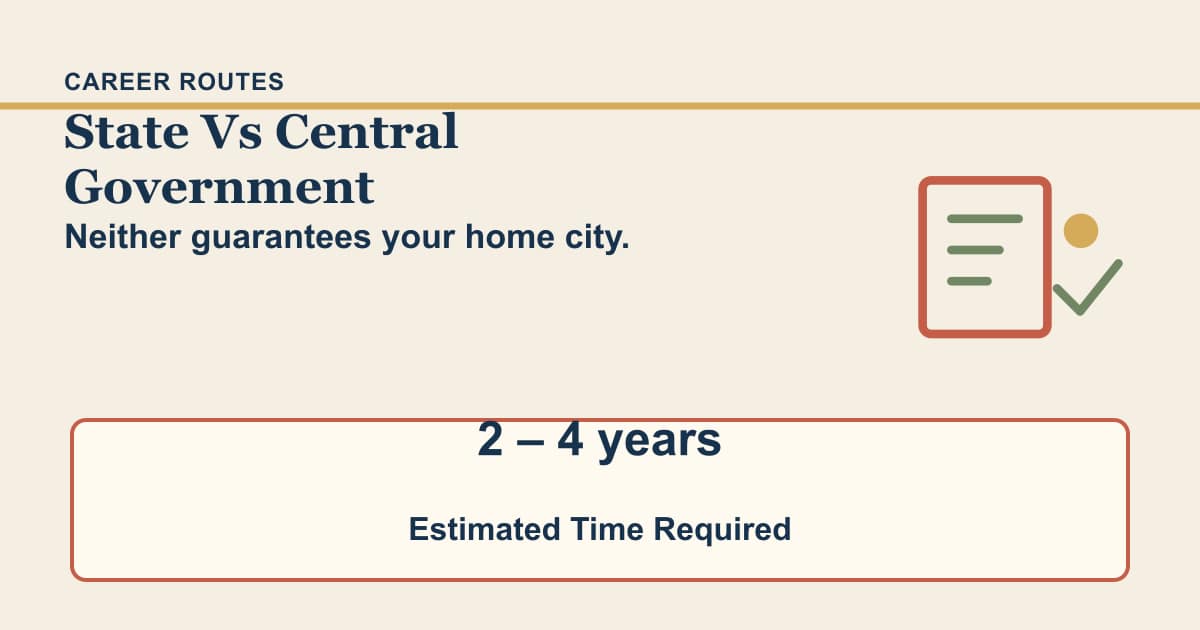 CAREER ROUTES
State Vs Central
Government
Neither guarantees your home city.
2 – 4 years
Estimated Time Required